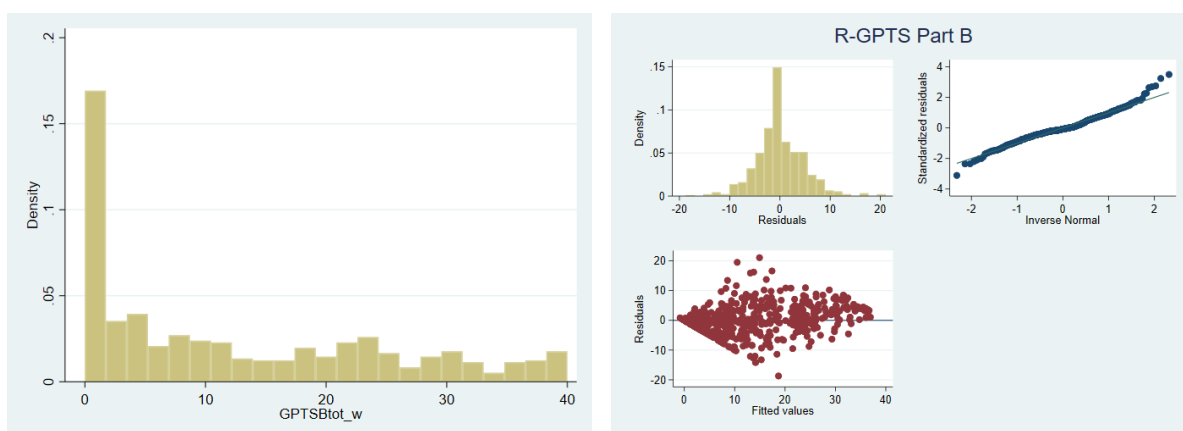 Density
0
.05
.1
.15
.2
0 10 20 30 40
GPTSBtot_w
R-GPTS Part B
Density
0
.05
.1
.15
-20 -10 0 10 20
Residuals
Standardized residuals
-4
-2
0
2
4
-2 -1 0 1 2
Inverse Normal
Residuals
-20
-10
0
10
20
0 10 20 30 40
Fitted values